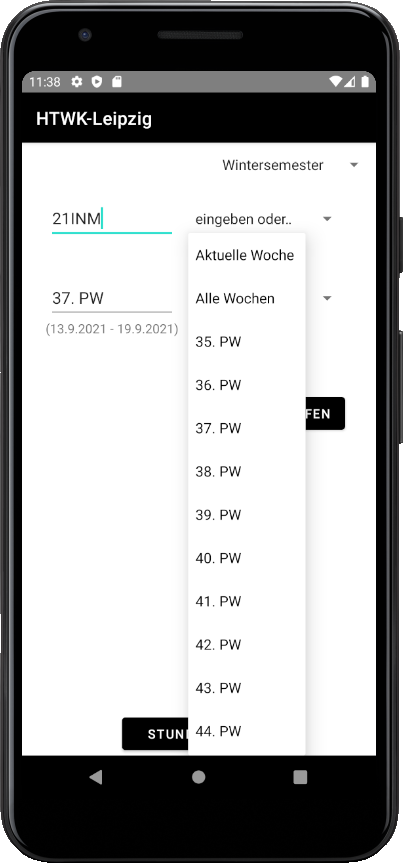 11:38
HTWK-Leipzig
Wintersemester
21INM
eingeben oder..
Aktuelle Woche
37. PW
Alle Wochen
(13.9.2021 - 19.9.2021)
35. PW
36. PW
37. PW
FEN
38. PW
39. PW
40. PW
41. PW
42. PW
43. PW
44. PW
STUN